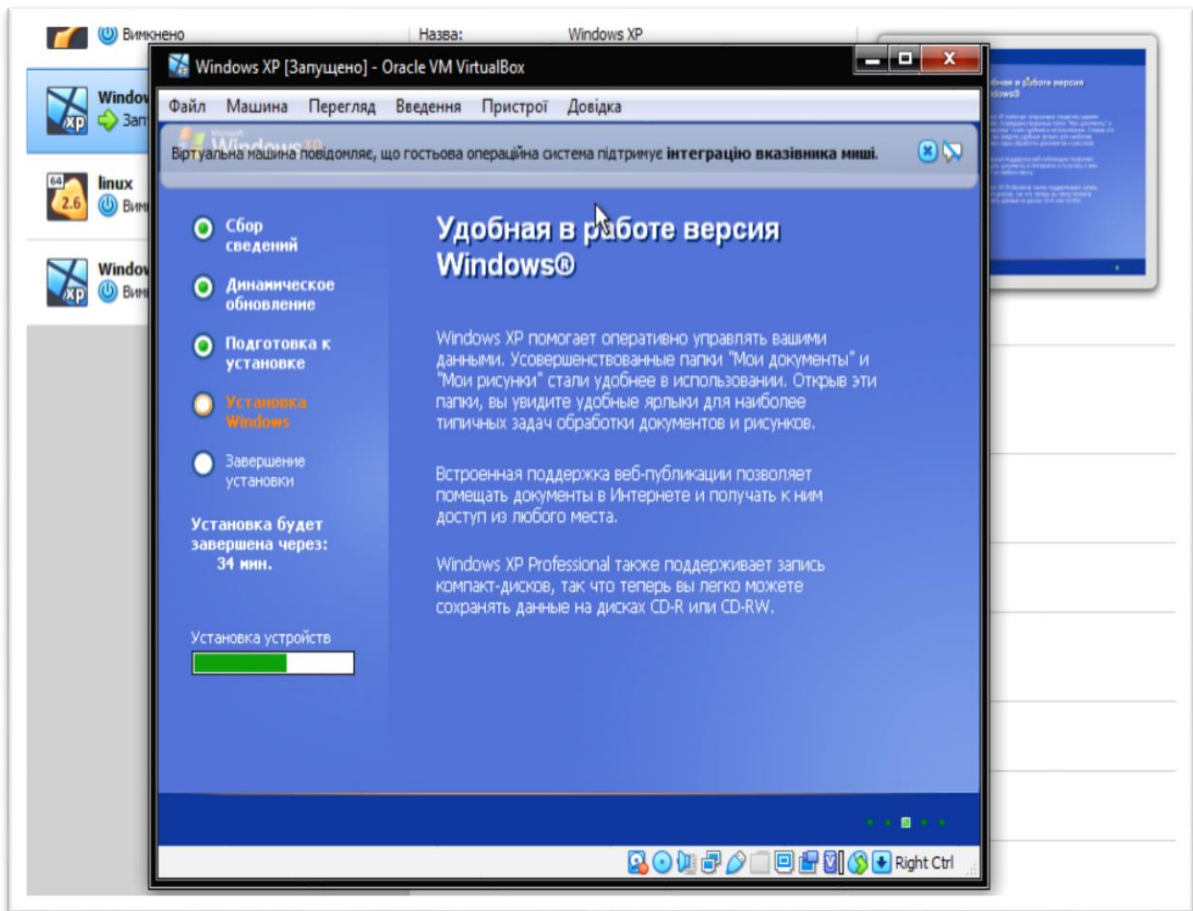 Вимкнено
Назва:
Windows XP
Windows XP [Запущено] - Oracle VM VirtualBox
Файл Машина Перегляд Введення Пристрої Довідка
Microsoft
Windows XP
Віртуальна машина повідомляє, що гостьова операційна система підтримує інтеграцію вказівника миші.
xp
64
2.6
linux
xp
Сбор
сведений
Динамическое
обновление
Подготовка к
установке
Установка
Windows
Завершение
установки
Установка будет
завершена через:
34 мин.
Установка устройств
Удобная в работе версия
Windows®
Windows XP помогает оперативно управлять вашими
данными. Усовершенствованные папки "Мои документы" и
"Мои рисунки" стали удобнее в использовании. Открыв эти
папки, вы увидите удобные ярлыки для наиболее
типичных задач обработки документов и рисунков.
Встроенная поддержка веб-публикации позволяет
помещать документы в Интернете и получать к ним
доступ из любого места.
Windows XP Professional также поддерживает запись
компакт-дисков, так что теперь вы легко можете
сохранять данные на дисках CD-R или CD-RW.
Right Ctrl